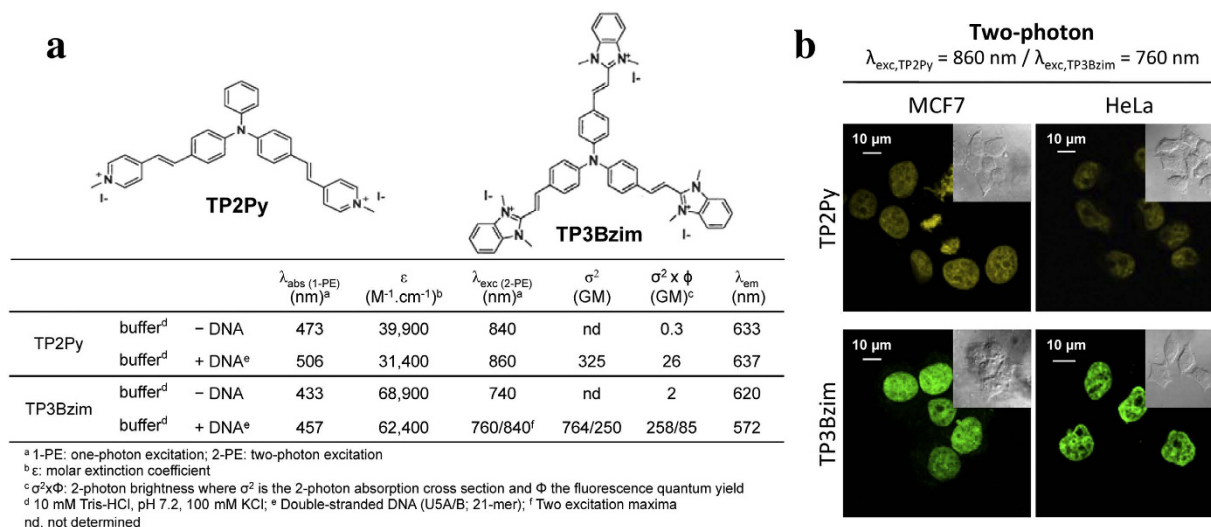 a
N
N
+
I-
N
+
I-
TP2Py
N
N+
I-
N
I-
N
N+
N
N+
I-
TP3Bzim
λabs (1-PE) (nm)a
ε (M-1.cm-1)b
λexc (2-PE) (nm)a
σ2 (GM)
σ2 x ϕ (GM)c
λem (nm)
TP2Py
bufferd − DNA 473 39,900 840 nd 0.3 633
bufferd + DNAe 506 31,400 860 325 26 637
TP3Bzim
bufferd − DNA 433 68,900 740 nd 2 620
bufferd + DNAe 457 62,400 760/840f 764/250 258/85 572
a 1-PE: one-photon excitation; 2-PE: two-photon excitation
b ε: molar extinction coefficient
c σ2xΦ: 2-photon brightness where σ2 is the 2-photon absorption cross section and Φ the fluorescence quantum yield
d 10 mM Tris-HCl, pH 7.2, 100 mM KCl; e Double-stranded DNA (U5A/B; 21-mer); f Two excitation maxima
nd, not determined
b
Two-photon
λexc,TP2Py = 860 nm / λexc,TP3Bzim = 760 nm
MCF7
HeLa
TP2Py
10 µm
10 µm
TP3Bzim
10 µm
10 µm